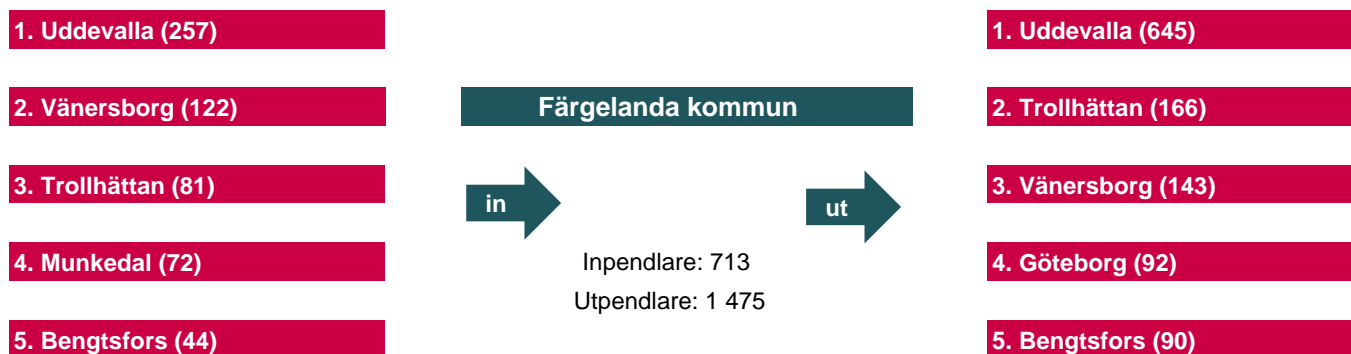 1. Uddevalla (257)
2. Vänersborg (122)
3. Trollhättan (81)
4. Munkedal (72)
5. Bengtsfors (44)
Färgelanda kommun
in
ut
Inpendlare: 713
Utpendlare: 1 475
1. Uddevalla (645)
2. Trollhättan (166)
3. Vänersborg (143)
4. Göteborg (92)
5. Bengtsfors (90)